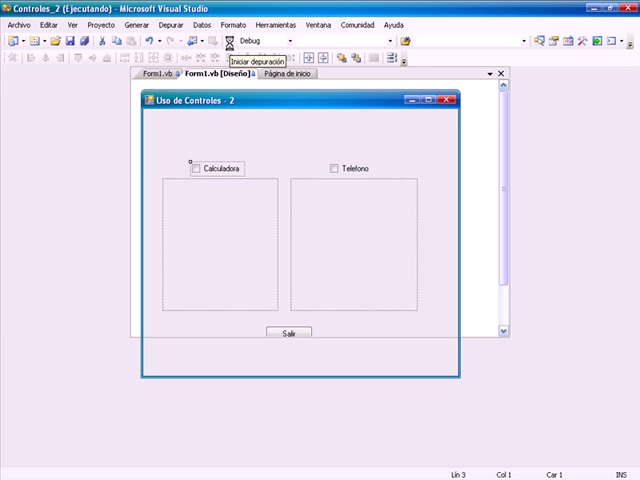 Controles_2 (Ejecutando) - Microsoft Visual Studio
Archivo Editar Ver Proyecto Generar Depurar Datos Formato Herramientas Ventana Comunidad Ayuda
Debug
Iniciar depuración
Form1.vb Form1.vb [Diseño] Página de inicio
Uso de Controles - 2
Calculadora Telefono
Salir
Lín 3 Col 1 Car 1 INS